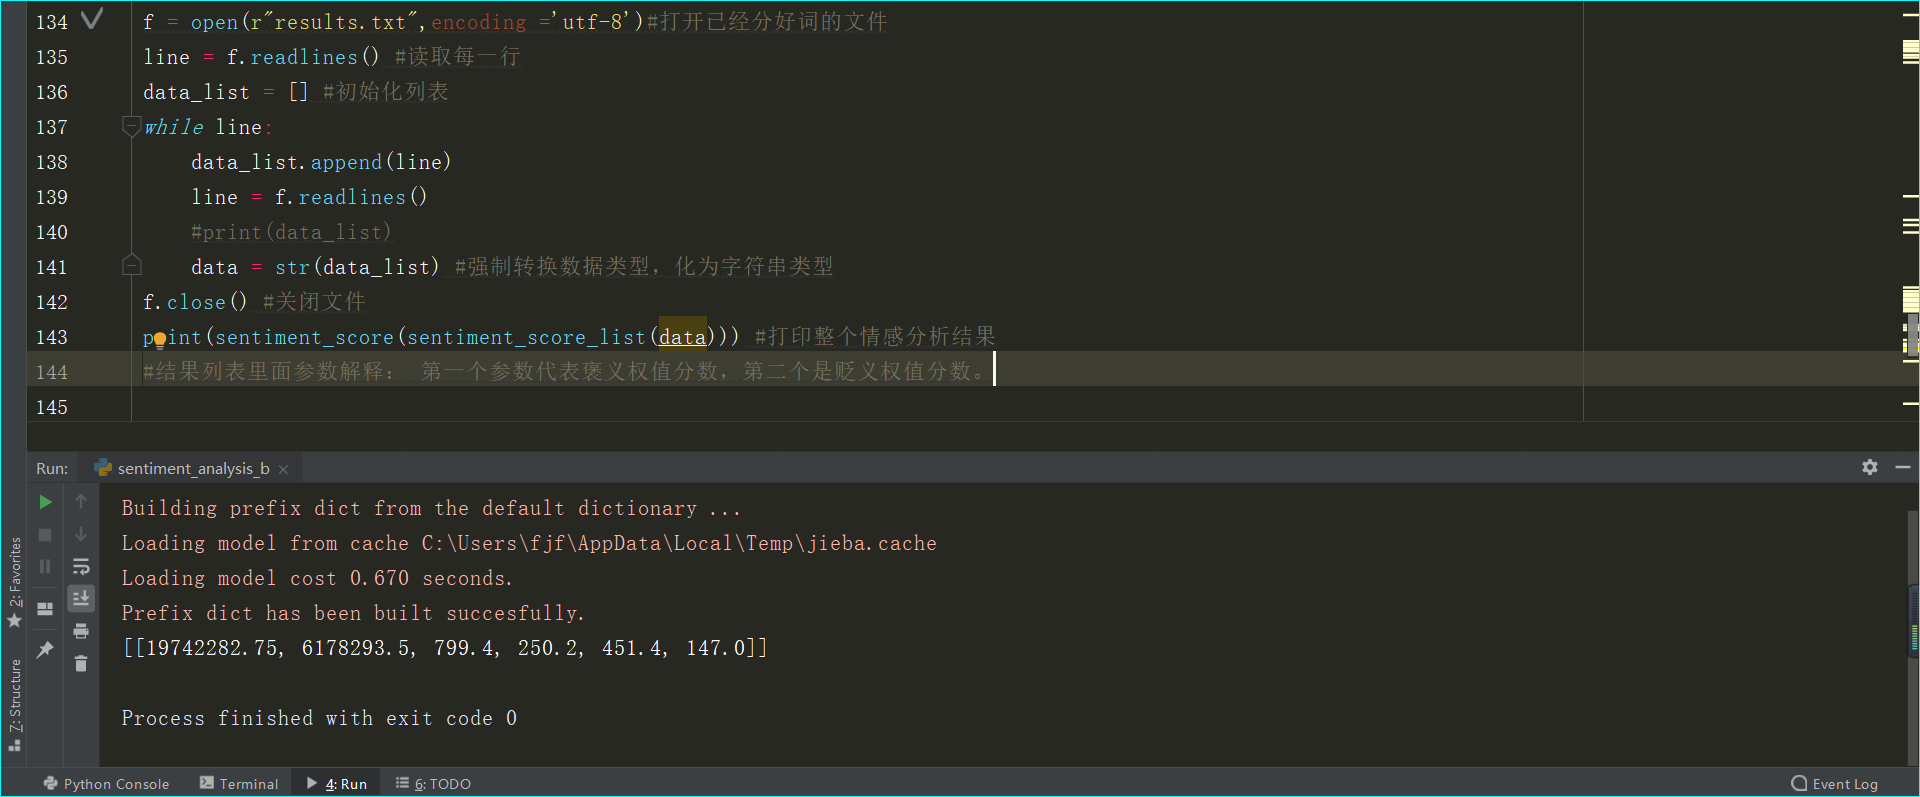 134 f = open(r"results.txt",encoding ='utf-8')#打开己经分好词的文件
135 line = f.readlines() #读取每一行
136 data_list = [] #初始化列表
137 while line:
138 data_list.append(line)
139 line = f.readlines()
140 #print(data_list)
141 data = str(data_list) #强制转换数据类型，化为字符串类型
142 f.close() #关闭文件
143 print(sentiment_score(sentiment_score_list(data))) #打印整个情感分析结果
144 #结果列表里面参数解释： 第一个参数代表褒义权值分数，第二个是贬义权值分数。
145
Run: sentiment_analysis_b
Building prefix dict from the default dictionary ...
Loading model from cache C:\Users\fjf\AppData\Local\Temp\jieba.cache
Loading model cost 0.670 seconds.
Prefix dict has been built succesfully.
[[19742282.75, 6178293.5, 799.4, 250.2, 451.4, 147.0]]
Process finished with exit code 0
2: Favorites
7: Structure
Python Console Terminal 4: Run 6: TODO Event Log